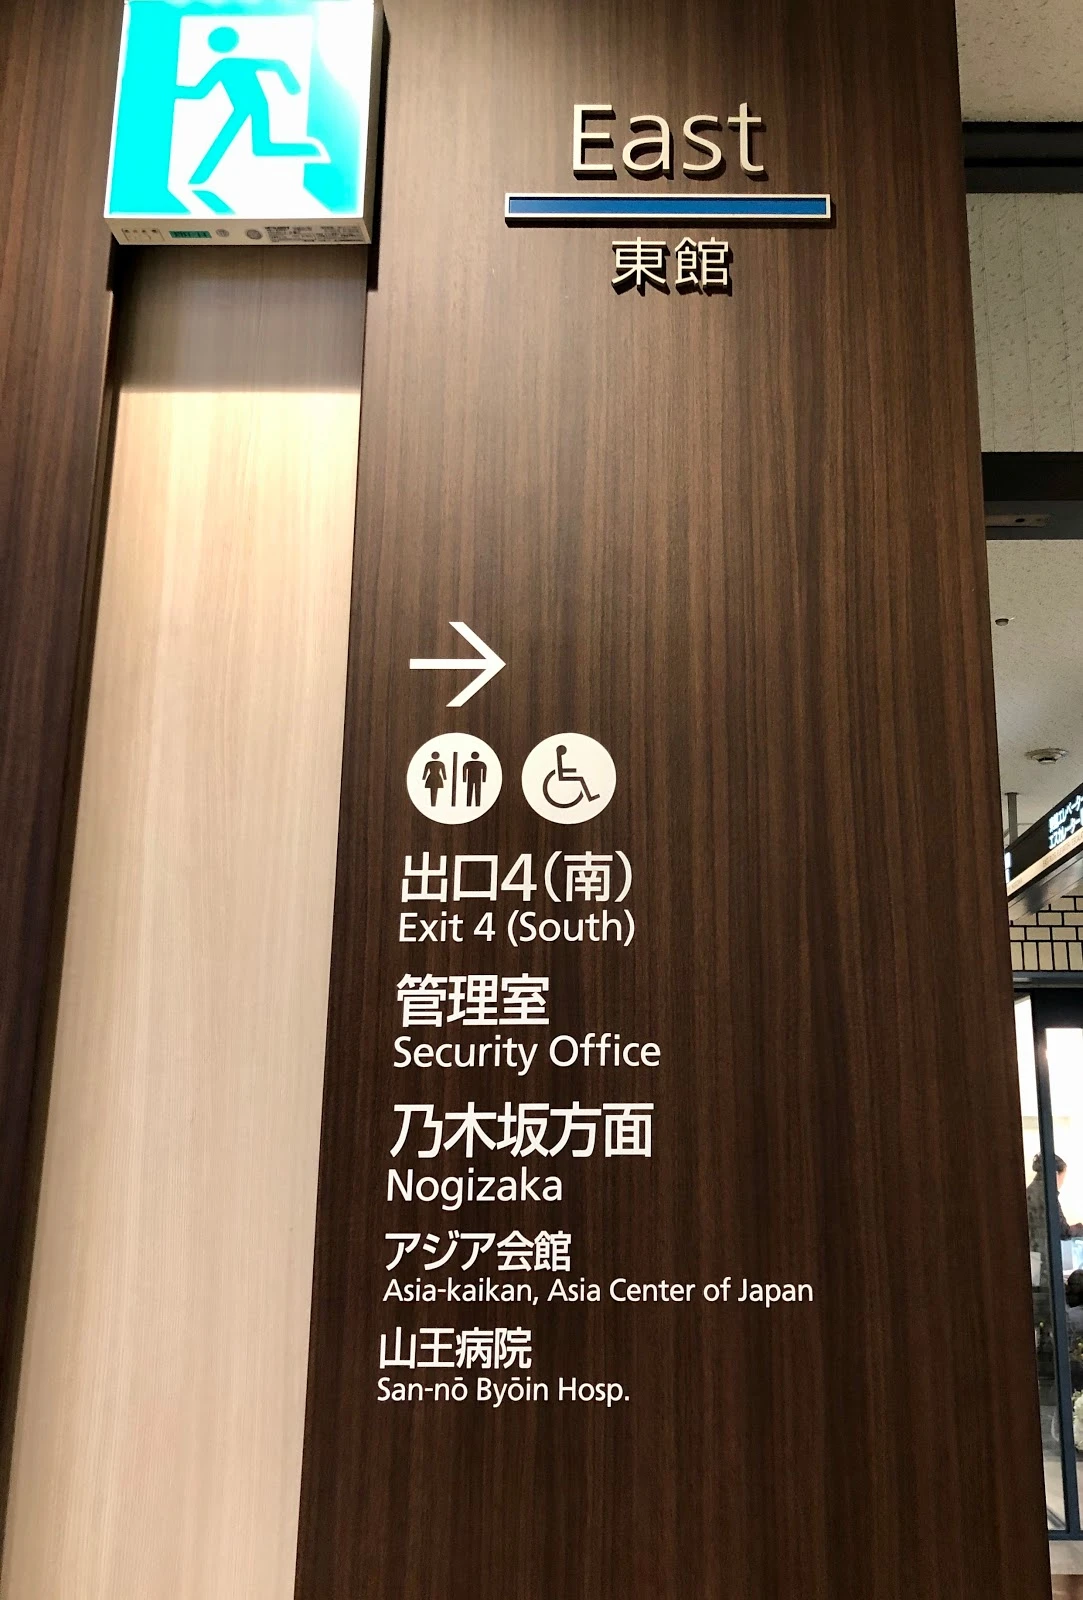 East
東館
出口4(南)
Exit 4 (South)
管理室
Security Office
乃木坂方面
Nogizaka
アジア会館
Asia-kaikan, Asia Center of Japan
山王病院
San-nō Byōin Hosp.